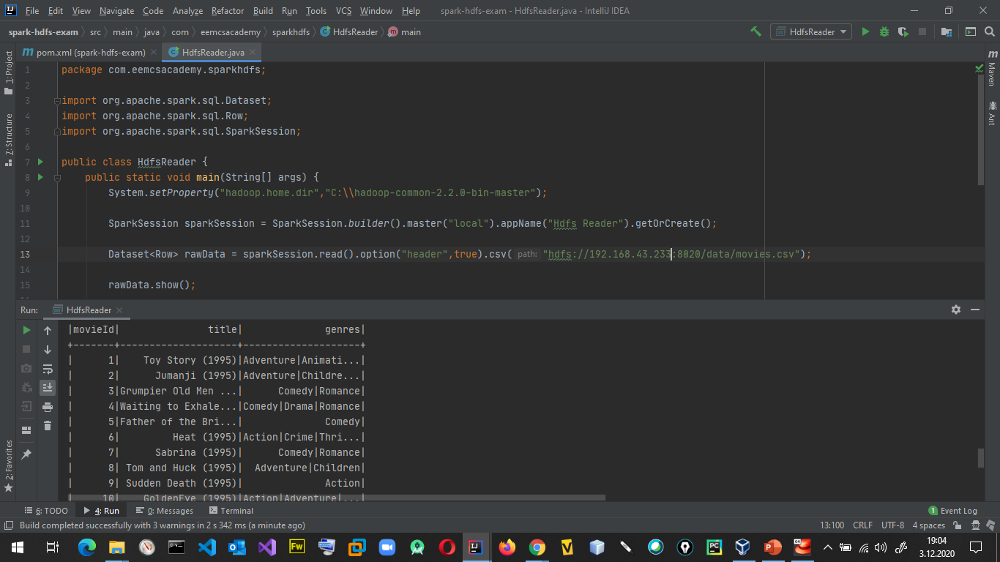 File Edit View Navigate Code Analyze Refactor Build Run Tools VCS Window Help spark-hdfs-exam - HdfsReader.java - IntelliJ IDEA
spark-hdfs-exam src main java com eemcsacademy sparkhdfs HdfsReader main HdfsReader
pom.xml (spark-hdfs-exam) HdfsReader.java
1: Project
7: Structure
2: Favorites
Maven
Ant
1 package com.eemcsacademy.sparkhdfs;
2
3 import org.apache.spark.sql.Dataset;
4 import org.apache.spark.sql.Row;
5 import org.apache.spark.sql.SparkSession;
6
7 public class HdfsReader {
8 public static void main(String[] args) {
9 System.setProperty("hadoop.home.dir","C:\\hadoop-common-2.2.0-bin-master");
10
11 SparkSession sparkSession = SparkSession.builder().master("local").appName("Hdfs Reader").getOrCreate();
12
13 Dataset<Row> rawData = sparkSession.read().option("header",true).csv( path: "hdfs://192.168.43.233:8020/data/movies.csv");
14
15 rawData.show();
Run: HdfsReader
|movieId| title| genres|
+-------+--------------------+--------------------+
| 1| Toy Story (1995)|Adventure|Animati...|
| 2| Jumanji (1995)|Adventure|Childre...|
| 3|Grumpier Old Men ...| Comedy|Romance|
| 4|Waiting to Exhale...|Comedy|Drama|Romance|
| 5|Father of the Bri...| Comedy|
| 6| Heat (1995)|Action|Crime|Thri...|
| 7| Sabrina (1995)| Comedy|Romance|
| 8| Tom and Huck (1995)| Adventure|Children|
| 9| Sudden Death (1995)| Action|
| 10| GoldenEye (1995)|Action|Adventure|...|
6: TODO 4: Run 0: Messages Terminal 1 Event Log
Build completed successfully with 3 warnings in 2 s 342 ms (a minute ago) 13:100 CRLF UTF-8 4 spaces
19:04
3.12.2020